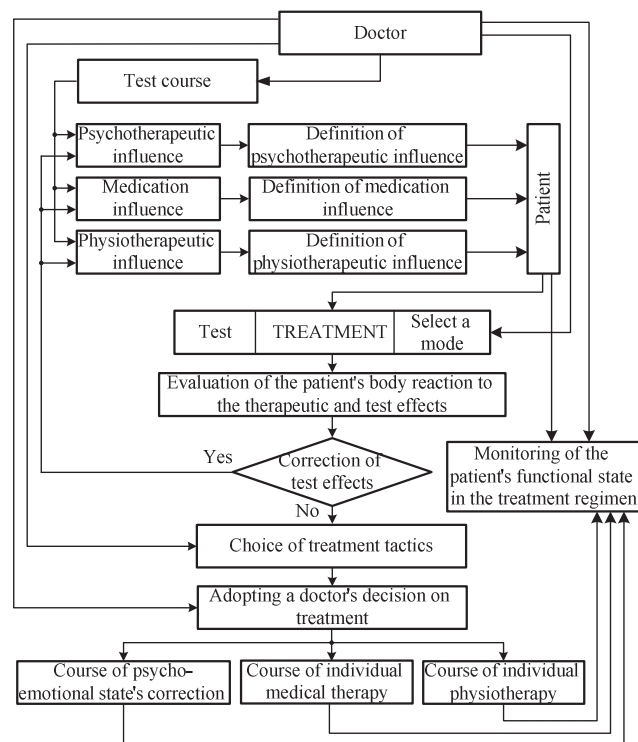 Doctor
Test course
Psychotherapeutic
influence
Definition of
psychotherapeutic influence
Medication
influence
Definition of medication
influence
Physiotherapeutic
influence
Definition of
physiotherapeutic influence
Patient
Test
TREATMENT
Select a
mode
Evaluation of the patient's body reaction to
the therapeutic and test effects
Yes
Correction of
test effects
No
Monitoring of the
patient's functional state
in the treatment regimen
Choice of treatment tactics
Adopting a doctor's decision on
treatment
Course of psycho-
emotional state's correction
Course of individual
medical therapy
Course of individual
physiotherapy